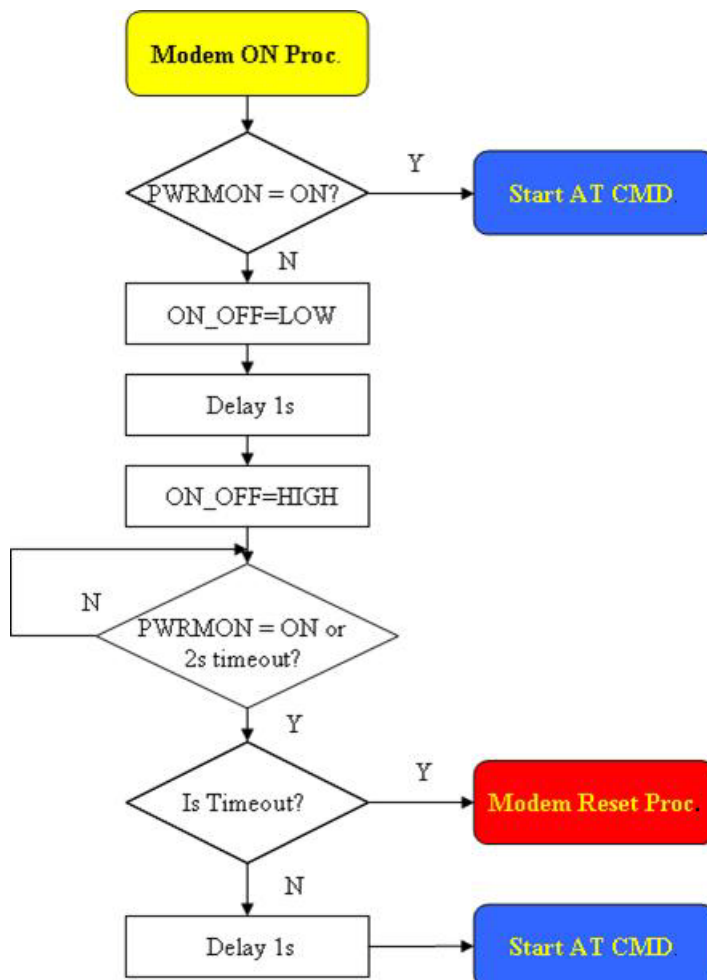 Modem ON Proc.
PWRMON = ON?
Y
Start AT CMD.
N
ON_OFF=LOW
Delay 1s
ON_OFF=HIGH
N
PWRMON = ON or
2s timeout?
Y
Is Timeout?
Y
Modem Reset Proc.
N
Delay 1s
Start AT CMD.